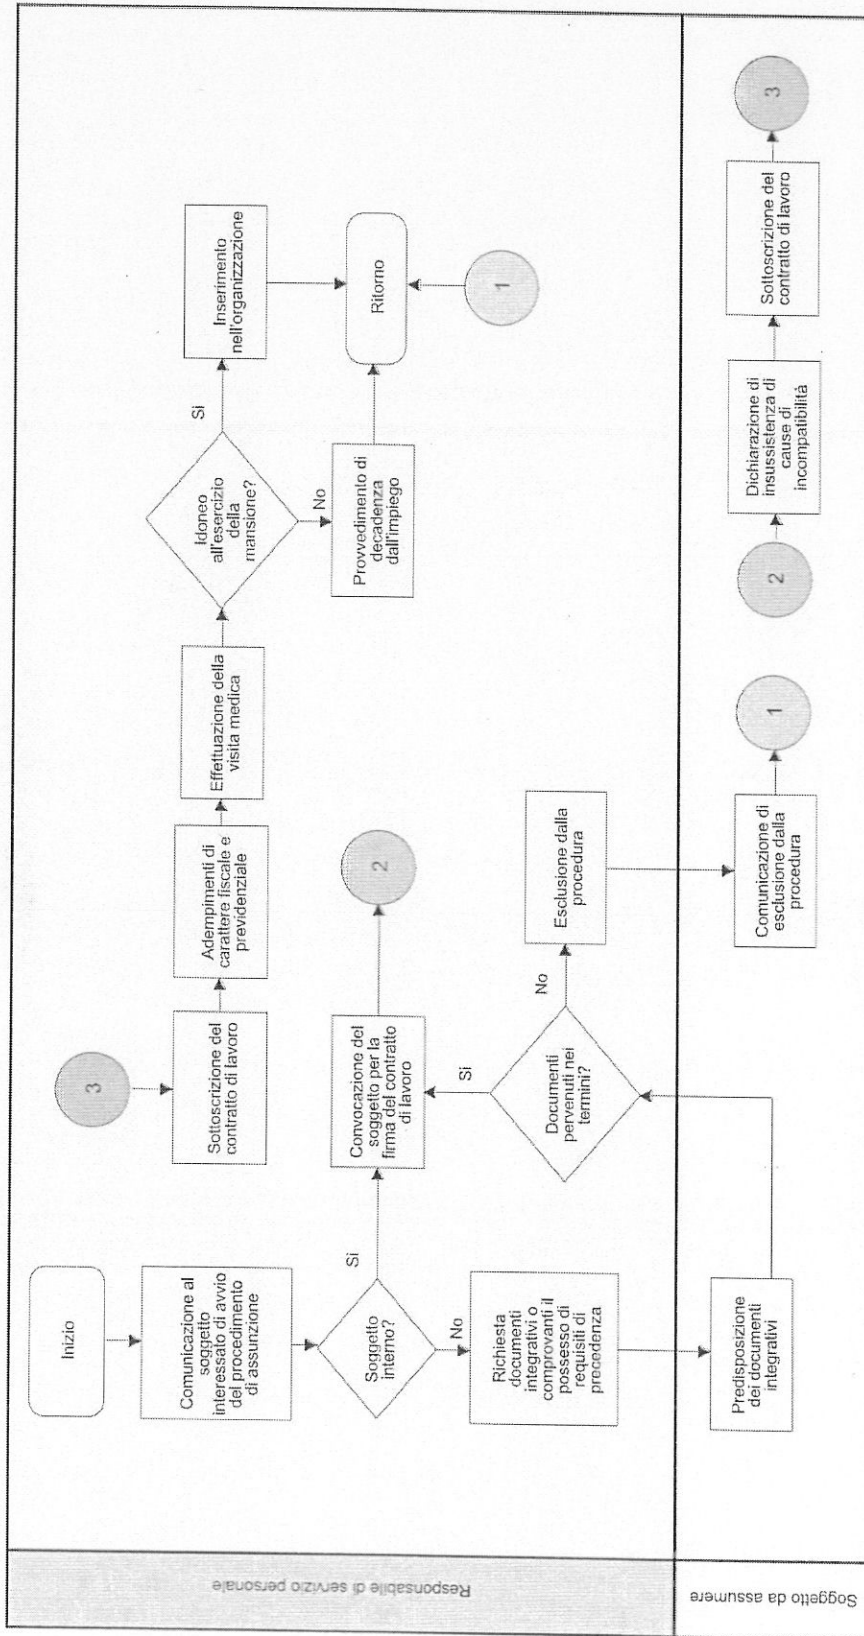 Responsabile di servizio personale
Inizio
Comunicazione al
soggetto
interessato di avvio
del procedimento
di assunzione
Soggetto
interno?
Si
No
Richiesta
documenti
integrativi o
comprovanti il
possesso di
requisiti di
precedenza
Convocazione del
soggetto per la
firma del contratto
di lavoro
2
Si
Documenti
pervenuti nei
termini?
No
Esclusione dalla
procedura
3
Sottoscrizione del
contratto di lavoro
Adempimenti di
carattere fiscale e
previdenziale
Effettuazione della
visita medica
Idoneo
all'esercizio
della
mansione?
Si
No
Inserimento
nell'organizzazione
Provvedimento di
decadenza
dall'impiego
Ritorno
1
Soggetto da assumere
Predisposizione
dei documenti
integrativi
Comunicazione di
esclusione dalla
procedura
1
2
Dichiarazione di
insussistenza di
cause di
incompatibilità
Sottoscrizione del
contratto di lavoro
3